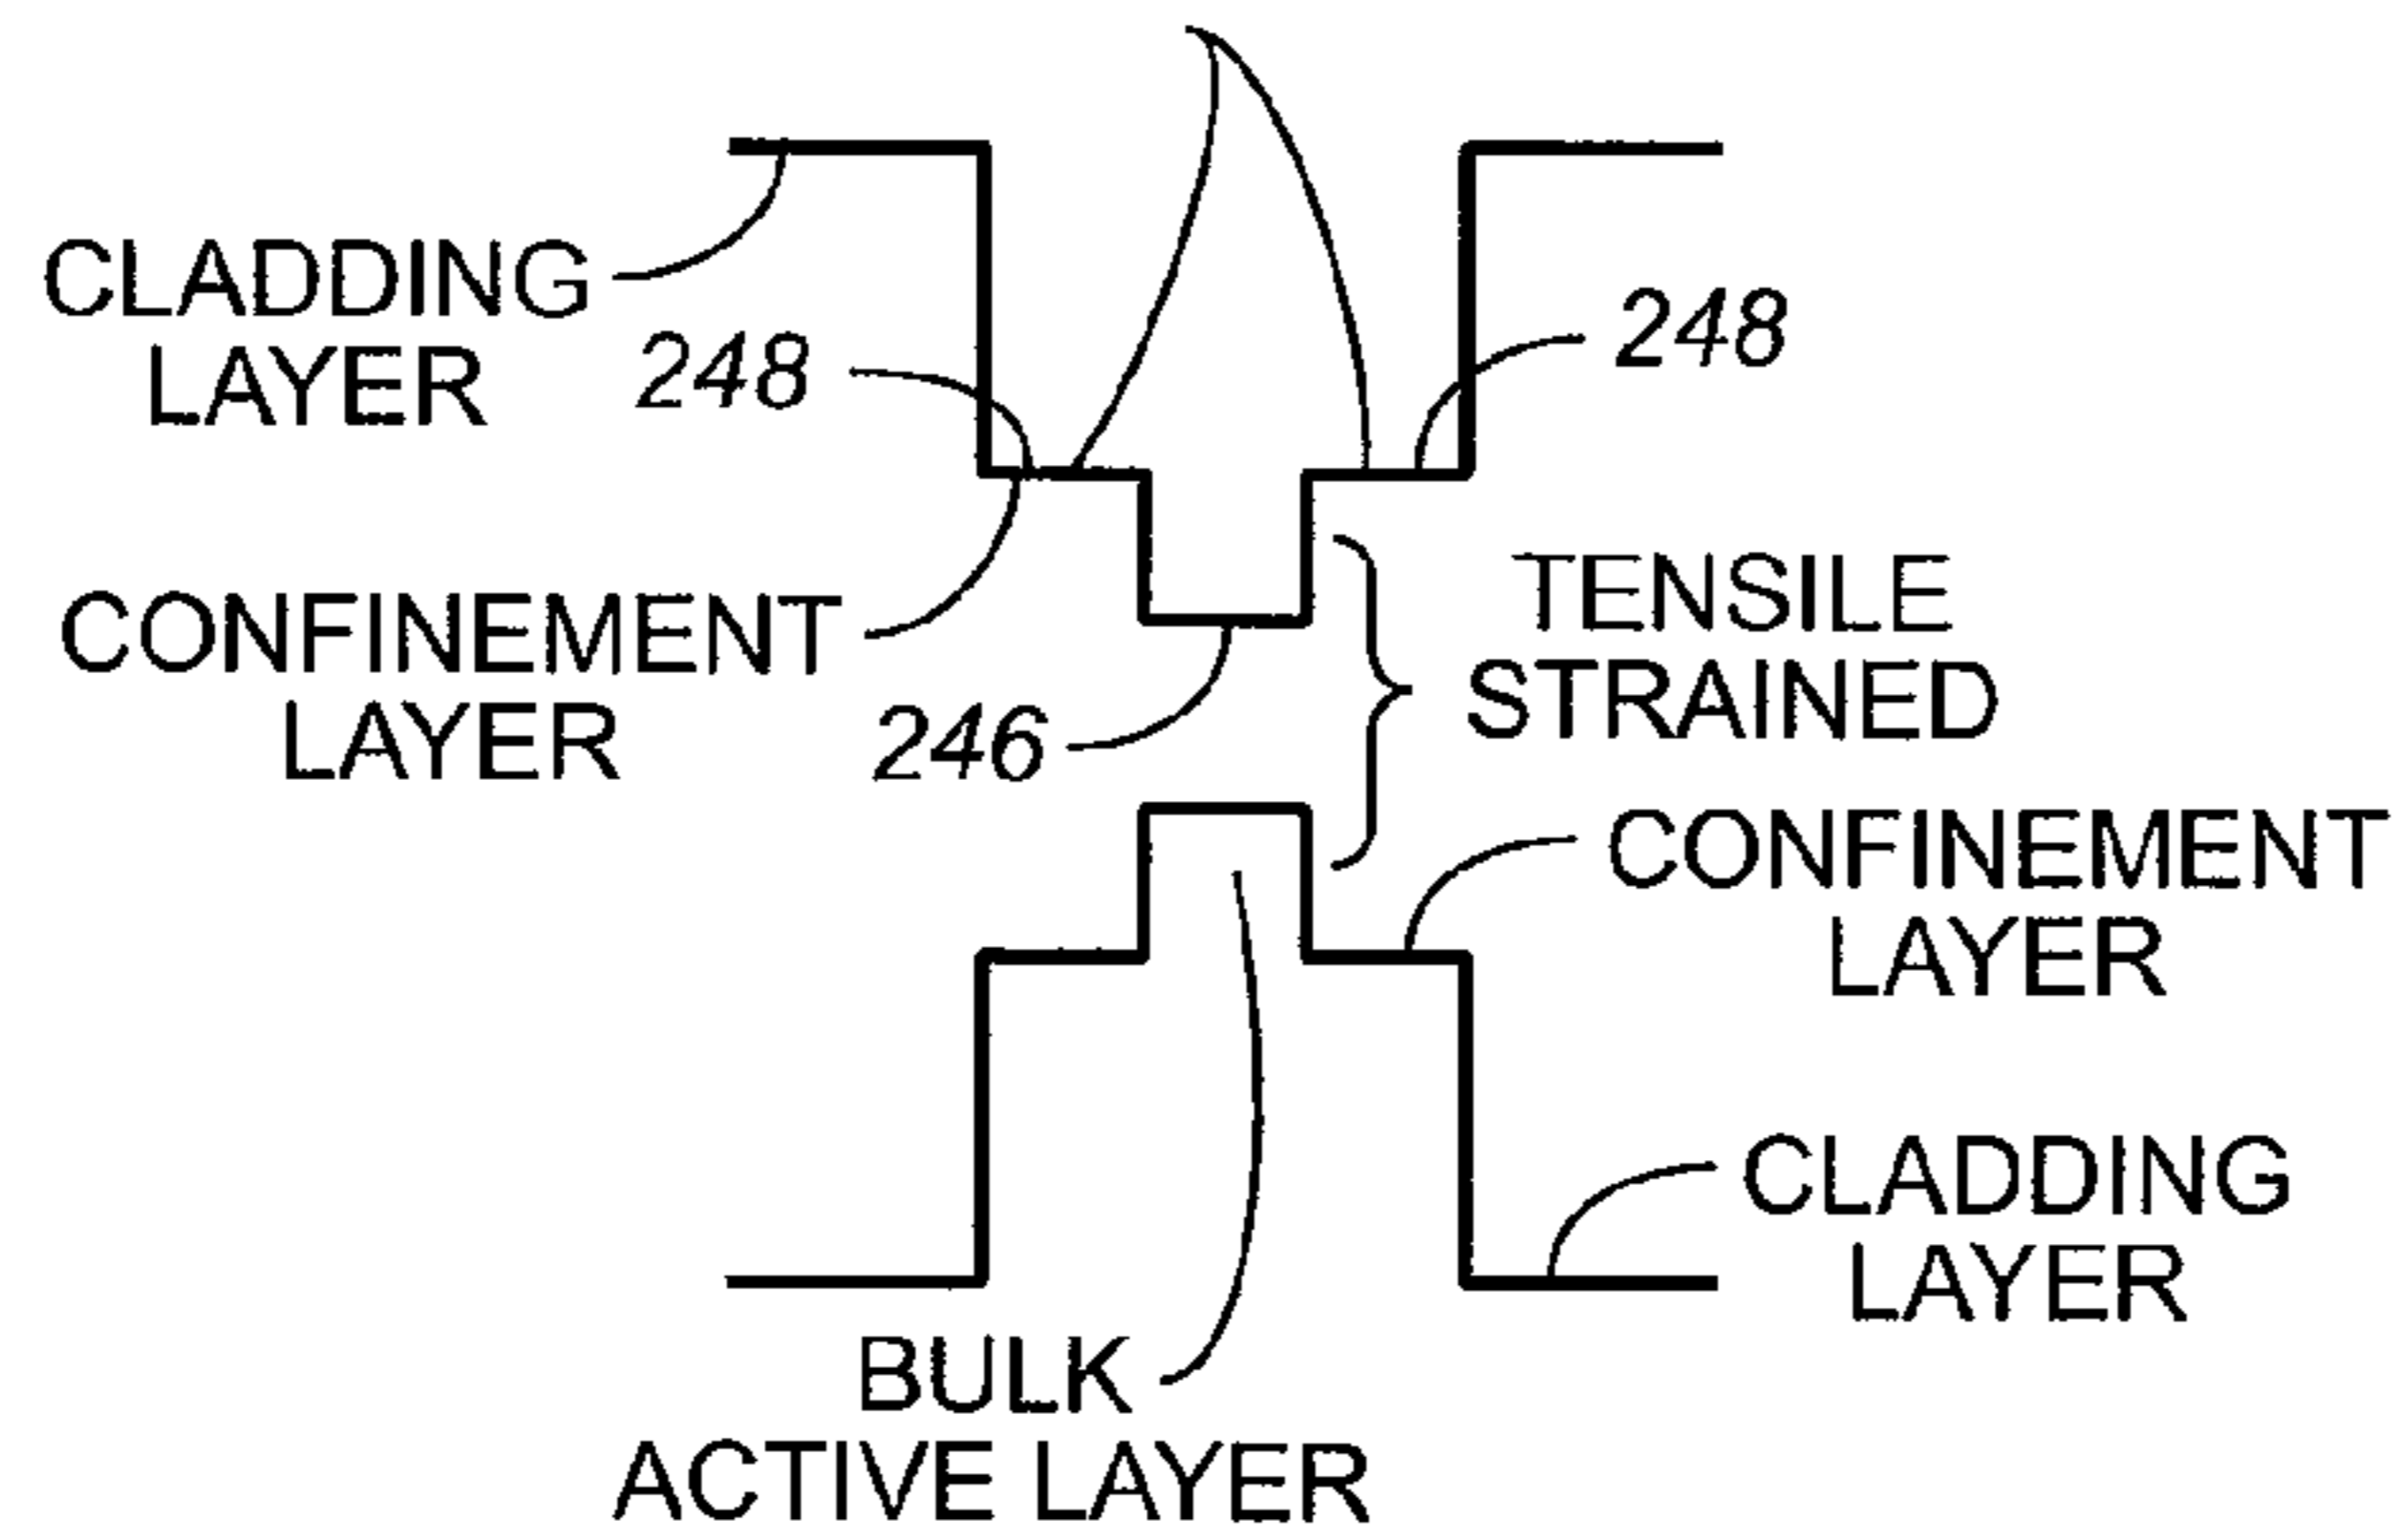 CLADDING
LAYER
248
248
CONFINEMENT
LAYER
246
TENSILE
STRAINED
CONFINEMENT
LAYER
CLADDING
LAYER
BULK
ACTIVE LAYER